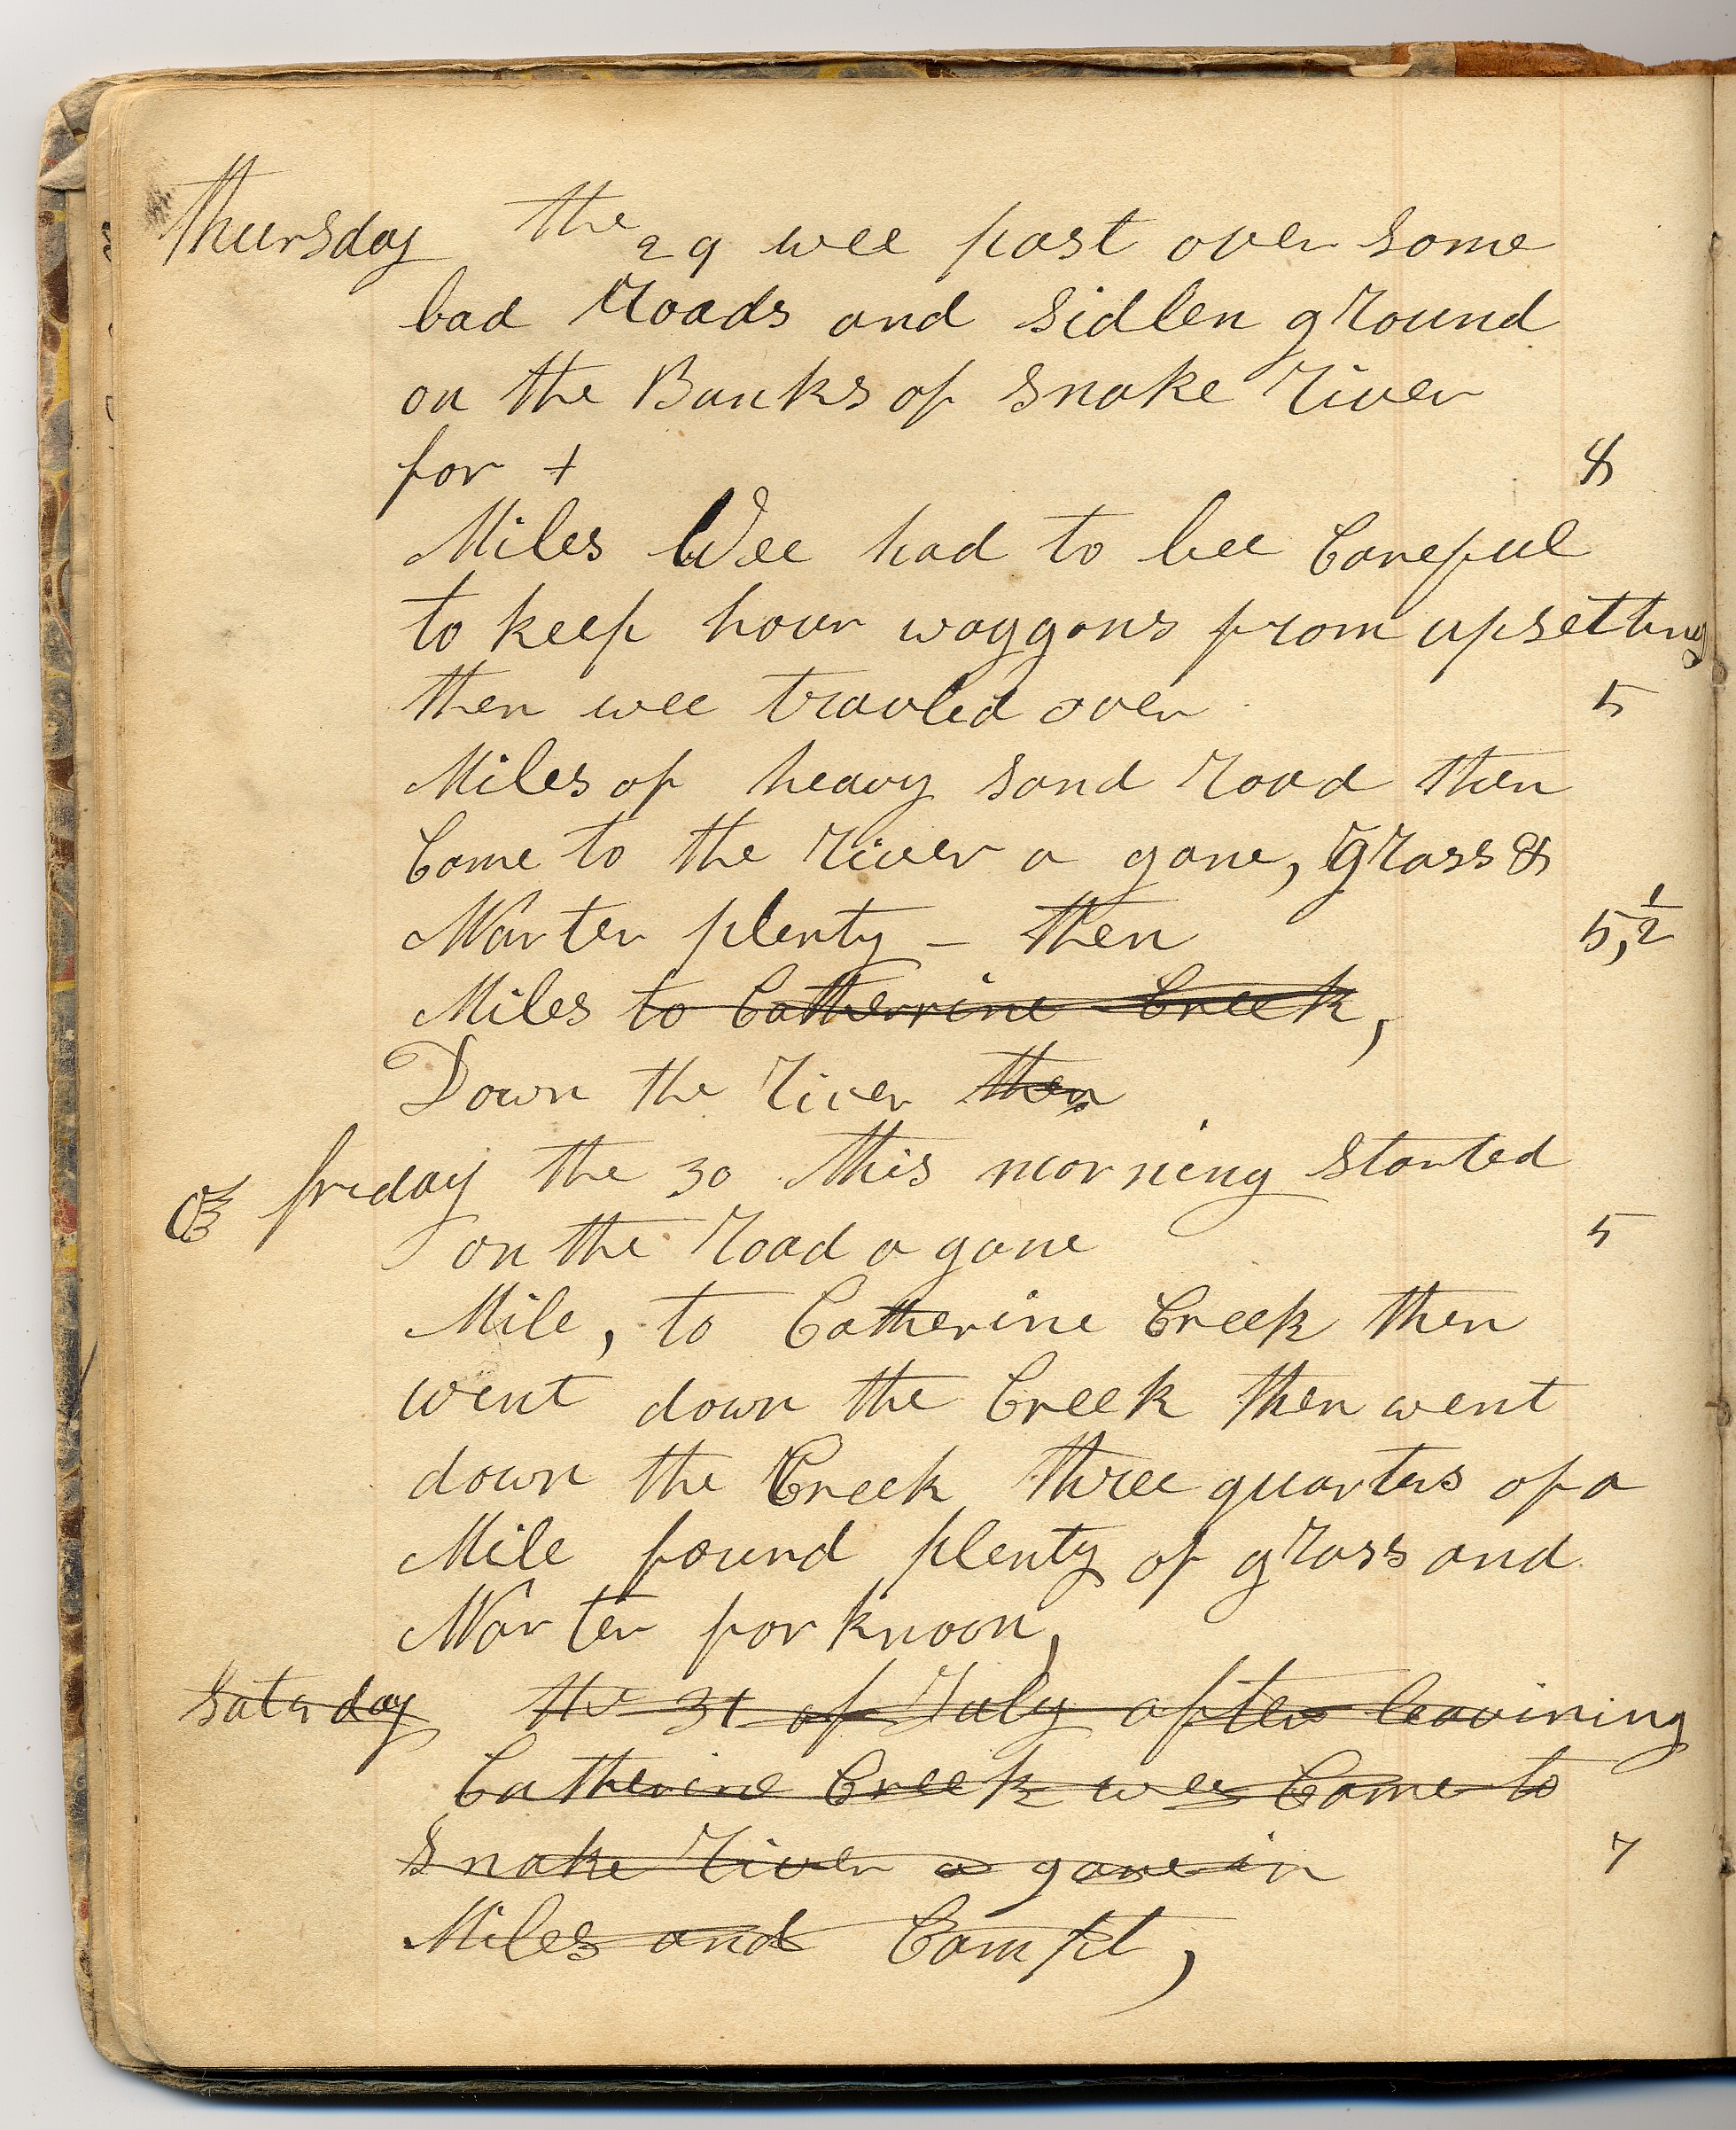 Thursday the 29 wee past over some
bad Roads and Sidlen ground
on the Banks of Snake River
for + 8
Miles Wee had to bee Careful
to keep hour waggons from upsetting
then wee travled over 5
Miles of heavy Sand Road then
Come to the River a gane, grass &
Warter plenty - then 5,1/2
Miles to Catherrine Creek,
Down the River then
friday the 30 this morning Started
on the Road a gane 5
Mile, to Catherine Creek then
went down the Creek then went
down the Creek three quarters of a
Mile found plenty of grass and
Warter for knoon,
Saturday the 31 of July after leavining
Catherine Creek wee Come to
Snake River a gane in 7
Miles and Campt,